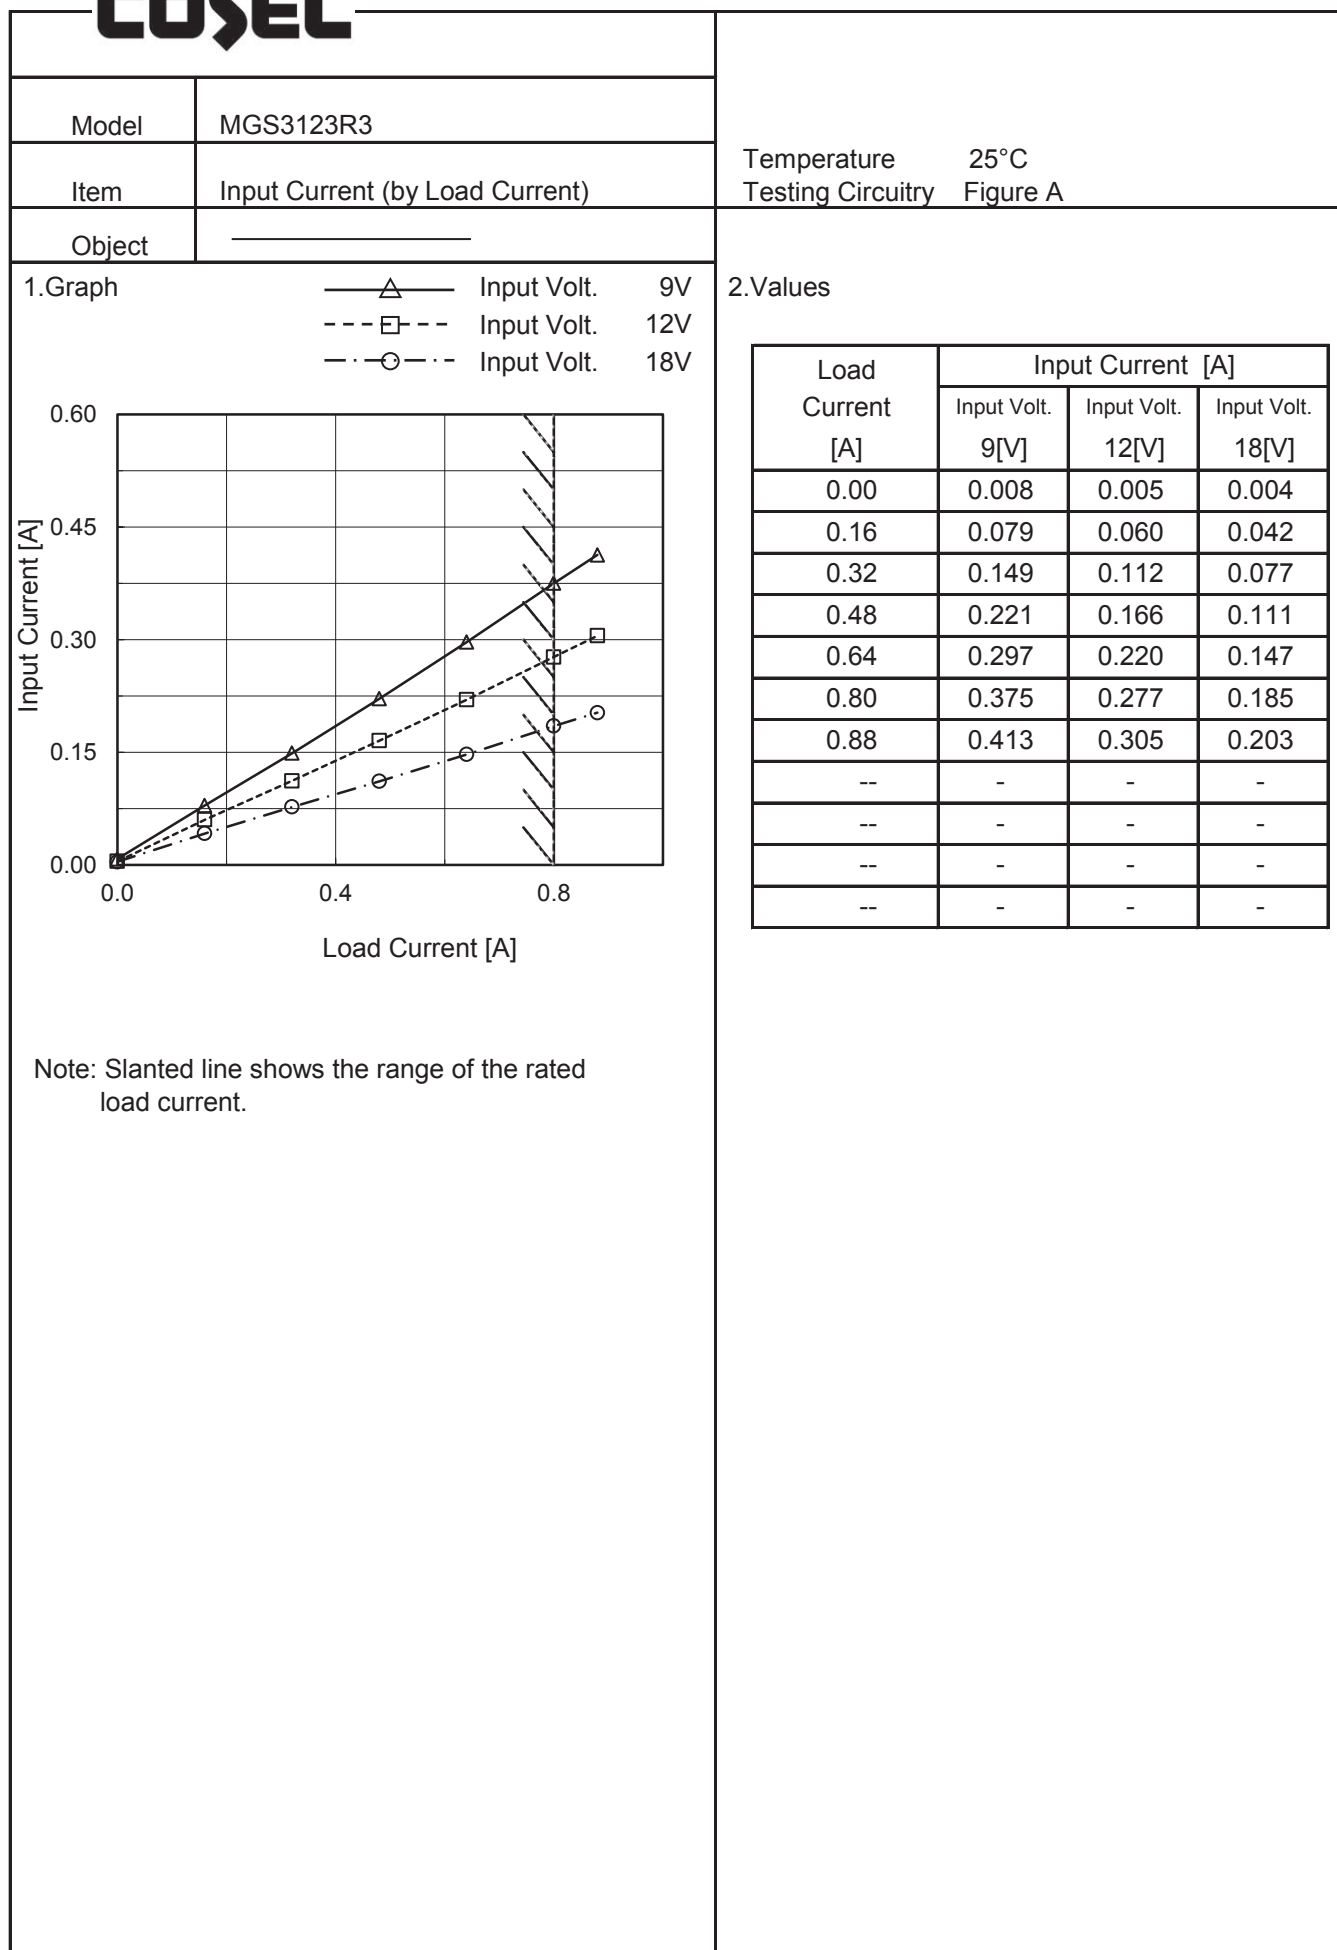 COSEL
Model MGS3123R3
Item Input Current (by Load Current)
Object
Temperature 25°C
Testing Circuitry Figure A
1.Graph
Input Volt. 9V
Input Volt. 12V
Input Volt. 18V
0.60
0.45
0.30
0.15
0.00
Input Current [A]
0.0 0.4 0.8
Load Current [A]
Note: Slanted line shows the range of the rated
load current.
2.Values
Load Input Current [A]
Current Input Volt. Input Volt. Input Volt.
[A] 9[V] 12[V] 18[V]
0.00 0.008 0.005 0.004
0.16 0.079 0.060 0.042
0.32 0.149 0.112 0.077
0.48 0.221 0.166 0.111
0.64 0.297 0.220 0.147
0.80 0.375 0.277 0.185
0.88 0.413 0.305 0.203
-- - - -
-- - - -
-- - - -
-- - - -